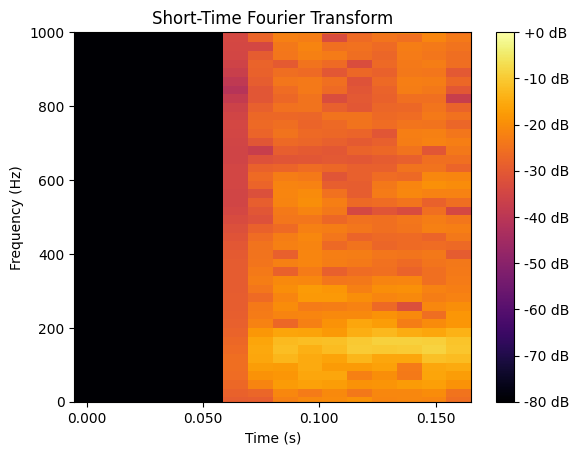 Short-Time Fourier Transform
1000
800
600
400
200
0
Frequency (Hz)
0.000
0.050
0.100
0.150
Time (s)
+0 dB
-10 dB
-20 dB
-30 dB
-40 dB
-50 dB
-60 dB
-70 dB
-80 dB